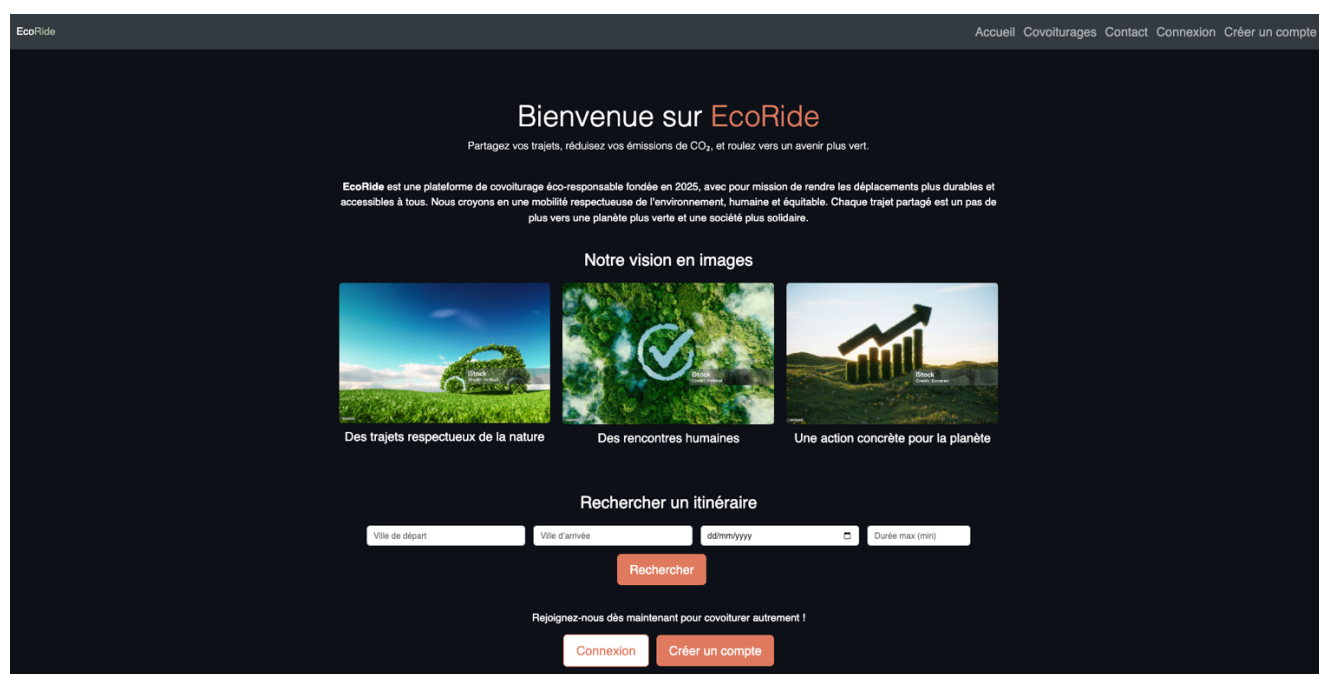 EcoRide
Accueil Covoiturages Contact Connexion Créer un compte
Bienvenue sur EcoRide
Partagez vos trajets, réduisez vos émissions de CO₂, et roulez vers un avenir plus vert.
EcoRide est une plateforme de covoiturage éco-responsable fondée en 2025, avec pour mission de rendre les déplacements plus durables et
accessibles à tous. Nous croyons en une mobilité respectueuse de l'environnement, humaine et équitable. Chaque trajet partagé est un pas de
plus vers une planète plus verte et une société plus solidaire.
Notre vision en images
iStock
iStock
iStock
Des trajets respectueux de la nature
Des rencontres humaines
Une action concrète pour la planète
Rechercher un itinéraire
Ville de départ
Ville d'arrivée
dd/mm/yyyy
Durée max (min)
Rechercher
Rejoignez-nous dès maintenant pour covoiturer autrement !
Connexion
Créer un compte